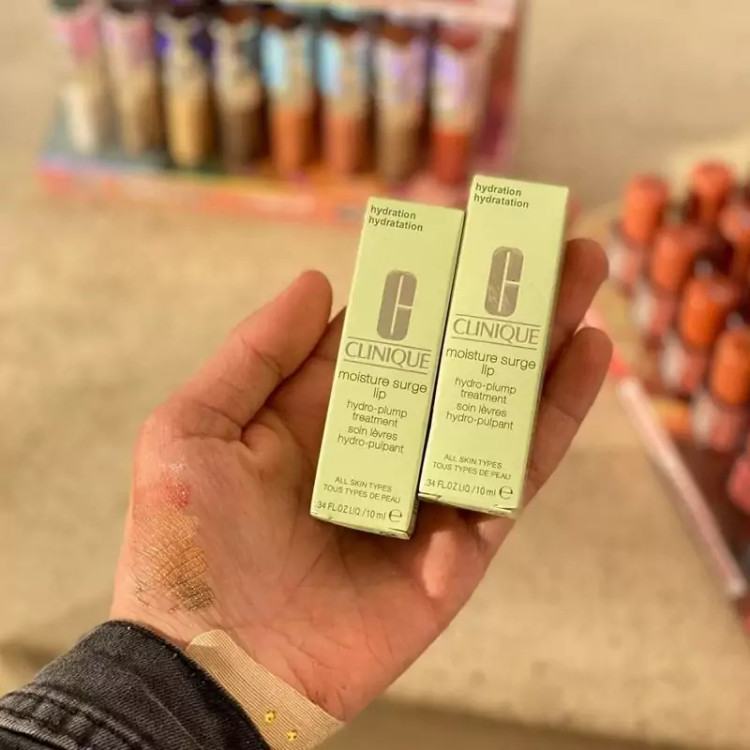 hydration
hydratation
CLINIQUE
moisture surge
lip
hydro-plump
treatment
soin lèvres
hydro-pulpant
ALL SKIN TYPES
TOUS TYPES DE PEAU
.34 FL.OZ.LIQ./10 ml e
hydration
hydratation
CLINIQUE
moisture surge
lip
hydro-plump
treatment
soin lèvres
hydro-pulpant
ALL SKIN TYPES
TOUS TYPES DE PEAU
.34 FL.OZ.LIQ./10 ml e